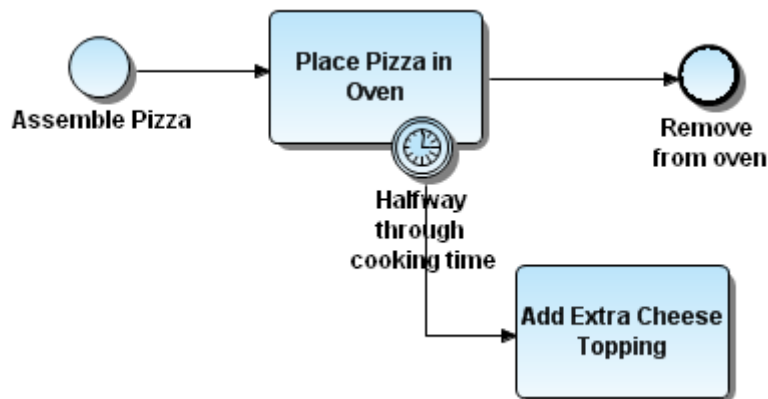 Place Pizza in
Oven
Assemble Pizza
Remove
from oven
Halfway
through
cooking time
Add Extra Cheese
Topping